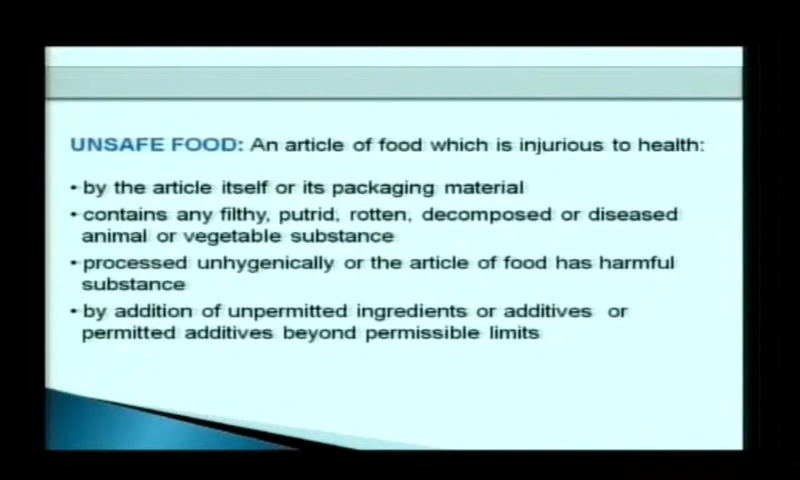 UNSAFE FOOD: An article of food which is injurious to health:
• by the article itself or its packaging material
• contains any filthy, putrid, rotten, decomposed or diseased
animal or vegetable substance
• processed unhygenically or the article of food has harmful
substance
• by addition of unpermitted ingredients or additives or
permitted additives beyond permissible limits